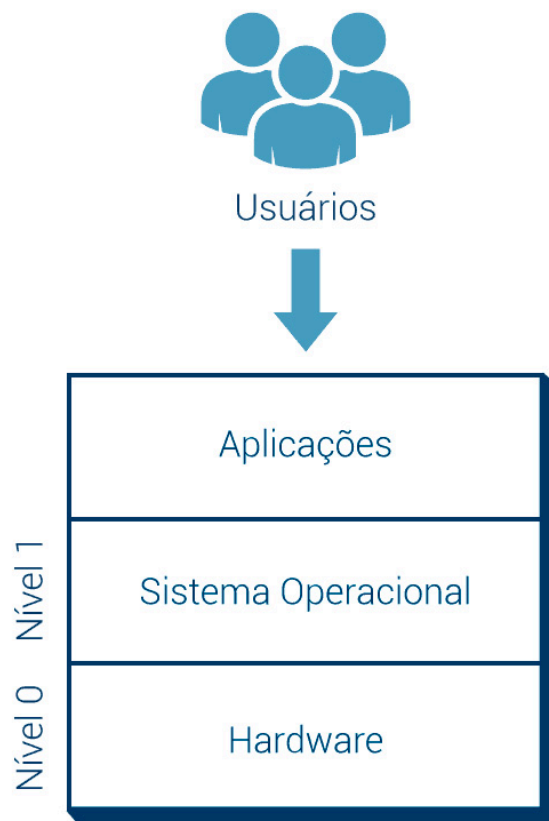 Usuários
Aplicações
Nível 1
Sistema Operacional
Nível 0
Hardware